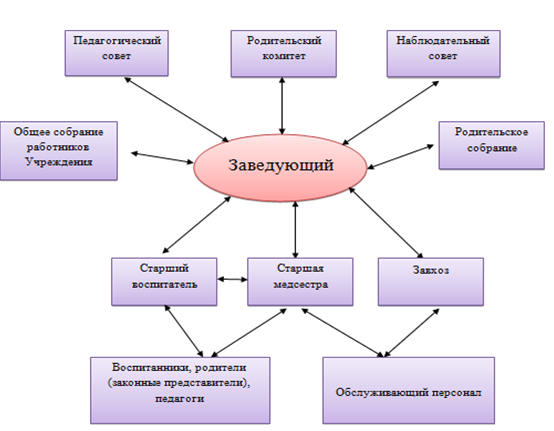 Педагогический
совет
Родительский
комитет
Наблюдательный
совет
Общее собрание
работников
Учреждения
Заведующий
Родительское
собрание
Старший
воспитатель
Старшая
медсестра
Завхоз
Воспитанники, родители
(законные представители),
педагоги
Обслуживающий персонал